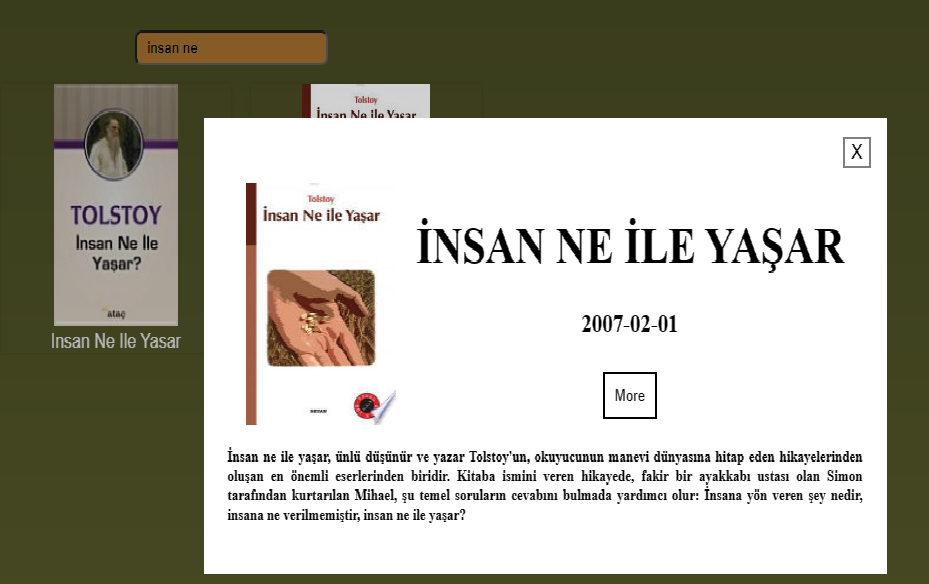 insan ne
TOLSTOY
İnsan Ne İle
Yaşar?
ataç
Insan Ne Ile Yasar
Tolstoy
İnsan Ne ile Yaşar
X
Tolstoy
İnsan Ne ile Yaşar
İNSAN NE İLE YAŞAR
2007-02-01
More
İnsan ne ile yaşar, ünlü düşünür ve yazar Tolstoy'un, okuyucunun manevi dünyasına hitap eden hikayelerinden
oluşan en önemli eserlerinden biridir. Kitaba ismini veren hikayede, fakir bir ayakkabı ustası olan Simon
tarafından kurtarılan Mihael, şu temel soruların cevabını bulmada yardımcı olur: İnsana yön veren şey nedir,
insana ne verilmemiştir, insan ne ile yaşar?